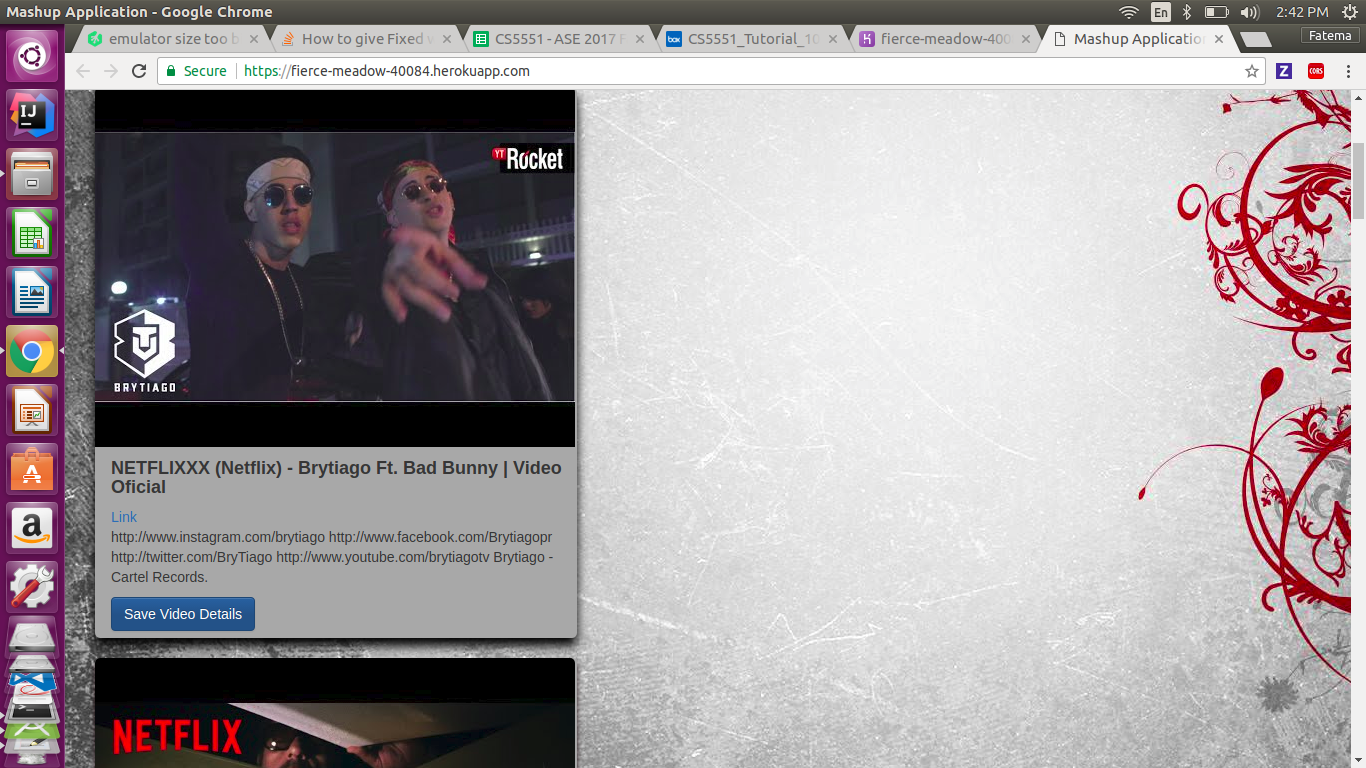 Mashup Application - Google Chrome
En
2:42 PM
emulator size too b
How to give Fixed w
CS5551 - ASE 2017 F
box
CS5551_Tutorial_10
fierce-meadow-400
Mashup Application
Fatema
Secure
https://fierce-meadow-40084.herokuapp.com
Z
CORS
IJ
YT Rocket
BRYTIAGO
NETFLIXXX (Netflix) - Brytiago Ft. Bad Bunny | Video
Oficial
Link
http://www.instagram.com/brytiago http://www.facebook.com/Brytiagopr
http://twitter.com/BryTiago http://www.youtube.com/brytiagotv Brytiago -
Cartel Records.
Save Video Details
NETFLIX